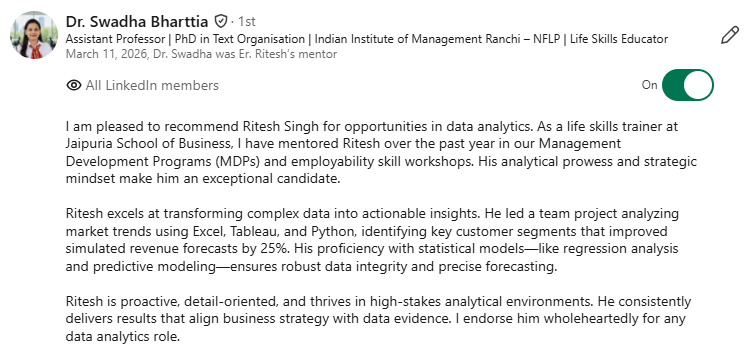 Dr. Swadha Bharttia · 1st
Assistant Professor | PhD in Text Organisation | Indian Institute of Management Ranchi – NFLP | Life Skills Educator
March 11, 2026, Dr. Swadha was Er. Ritesh's mentor
All LinkedIn members
On
I am pleased to recommend Ritesh Singh for opportunities in data analytics. As a life skills trainer at
Jaipuria School of Business, I have mentored Ritesh over the past year in our Management
Development Programs (MDPs) and employability skill workshops. His analytical prowess and strategic
mindset make him an exceptional candidate.
Ritesh excels at transforming complex data into actionable insights. He led a team project analyzing
market trends using Excel, Tableau, and Python, identifying key customer segments that improved
simulated revenue forecasts by 25%. His proficiency with statistical models—like regression analysis
and predictive modeling—ensures robust data integrity and precise forecasting.
Ritesh is proactive, detail-oriented, and thrives in high-stakes analytical environments. He consistently
delivers results that align business strategy with data evidence. I endorse him wholeheartedly for any
data analytics role.